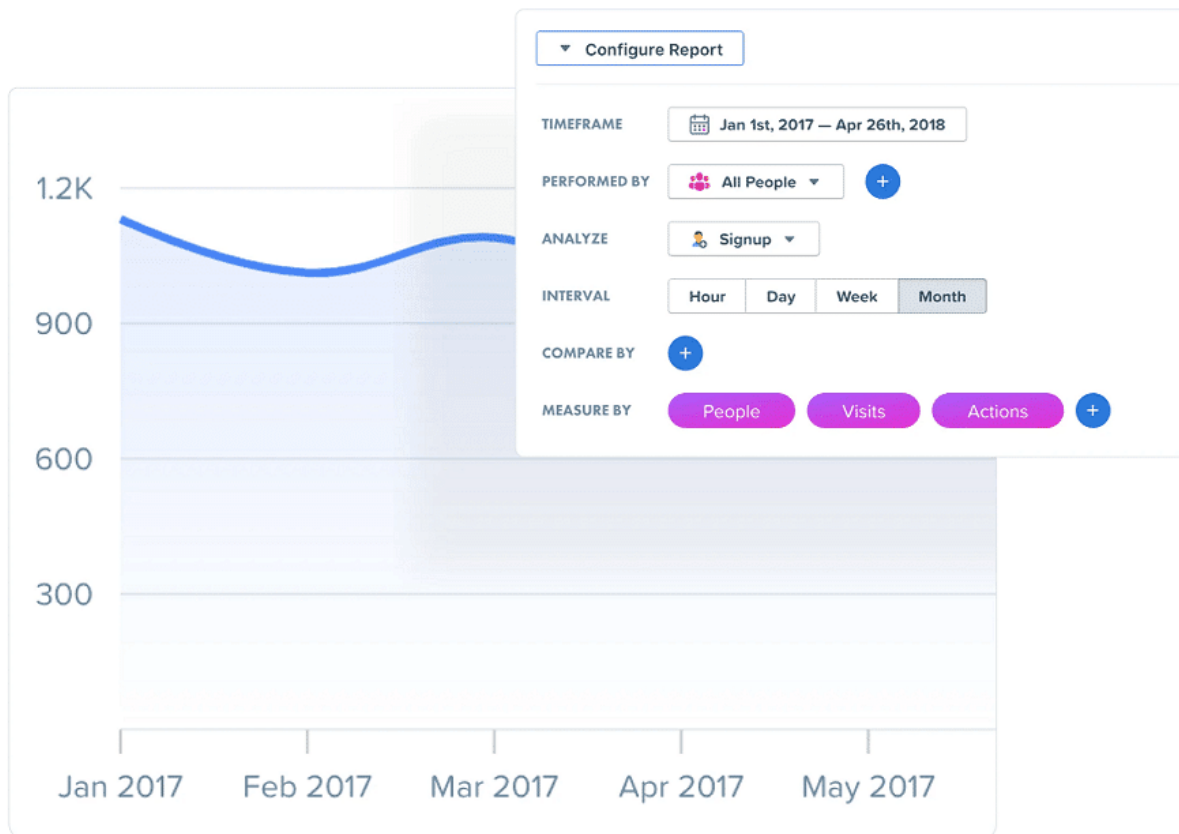 Configure Report
TIMEFRAME Jan 1st, 2017 — Apr 26th, 2018
PERFORMED BY All People +
ANALYZE Signup
INTERVAL Hour Day Week Month
COMPARE BY +
MEASURE BY People Visits Actions +
1.2K
900
600
300
Jan 2017 Feb 2017 Mar 2017 Apr 2017 May 2017